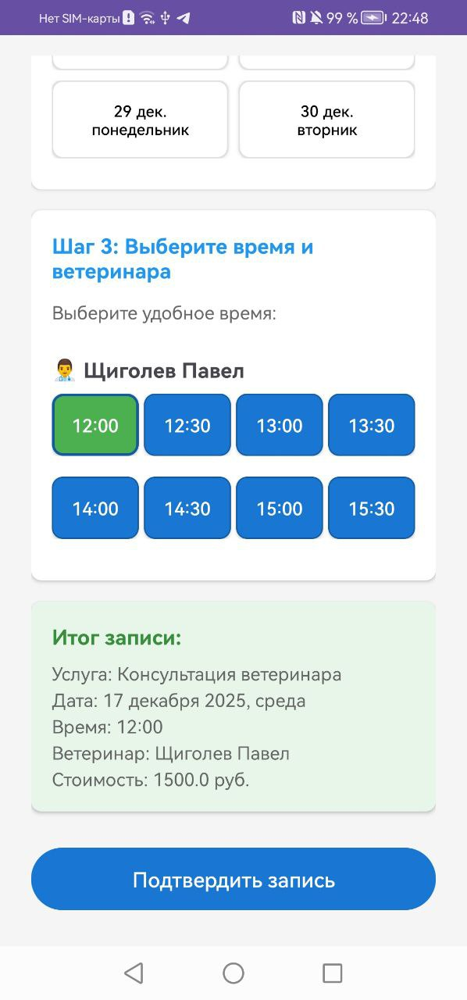 Нет SIM-карты 99 % 22:48
29 дек.
понедельник
30 дек.
вторник
Шаг 3: Выберите время и
ветеринара
Выберите удобное время:
Щиголев Павел
12:00 12:30 13:00 13:30
14:00 14:30 15:00 15:30
Итог записи:
Услуга: Консультация ветеринара
Дата: 17 декабря 2025, среда
Время: 12:00
Ветеринар: Щиголев Павел
Стоимость: 1500.0 руб.
Подтвердить запись